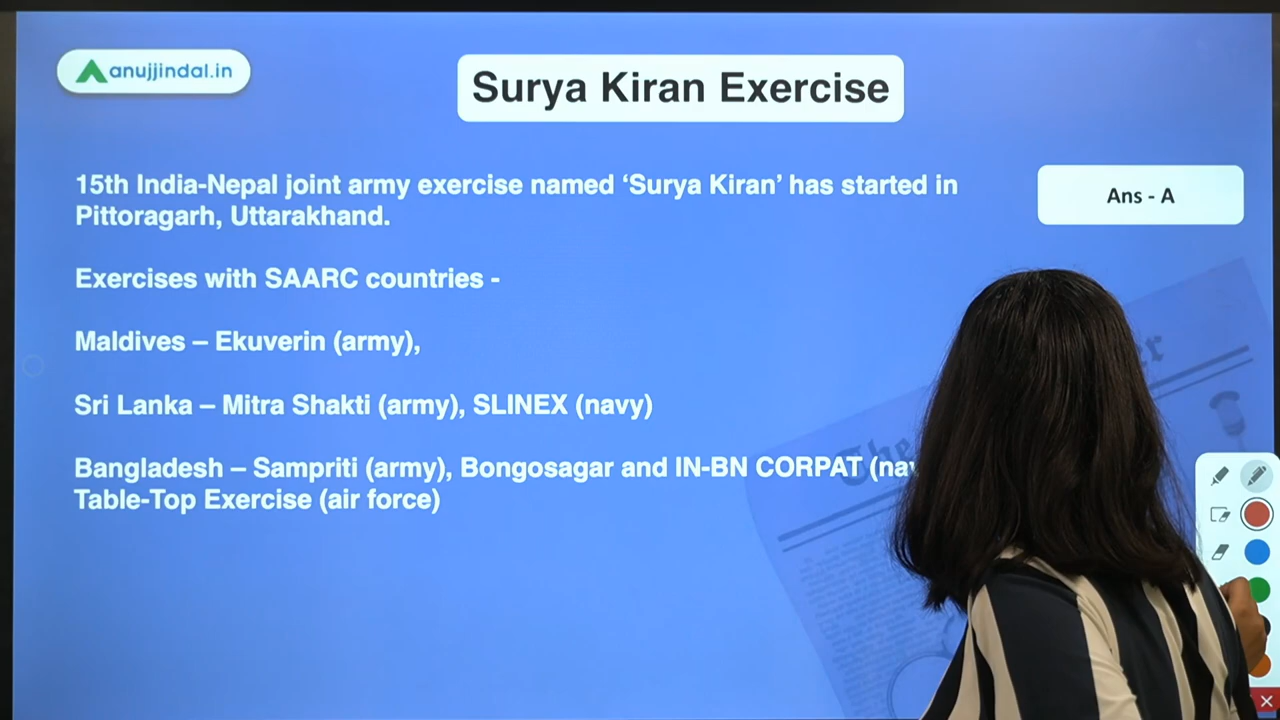 anujjindal.in
Surya Kiran Exercise
15th India-Nepal joint army exercise named ‘Surya Kiran’ has started in
Pittoragarh, Uttarakhand.
Ans - A
Exercises with SAARC countries -
Maldives – Ekuverin (army),
Sri Lanka – Mitra Shakti (army), SLINEX (navy)
Bangladesh – Sampriti (army), Bongosagar and IN-BN CORPAT
Table-Top Exercise (air force)
The